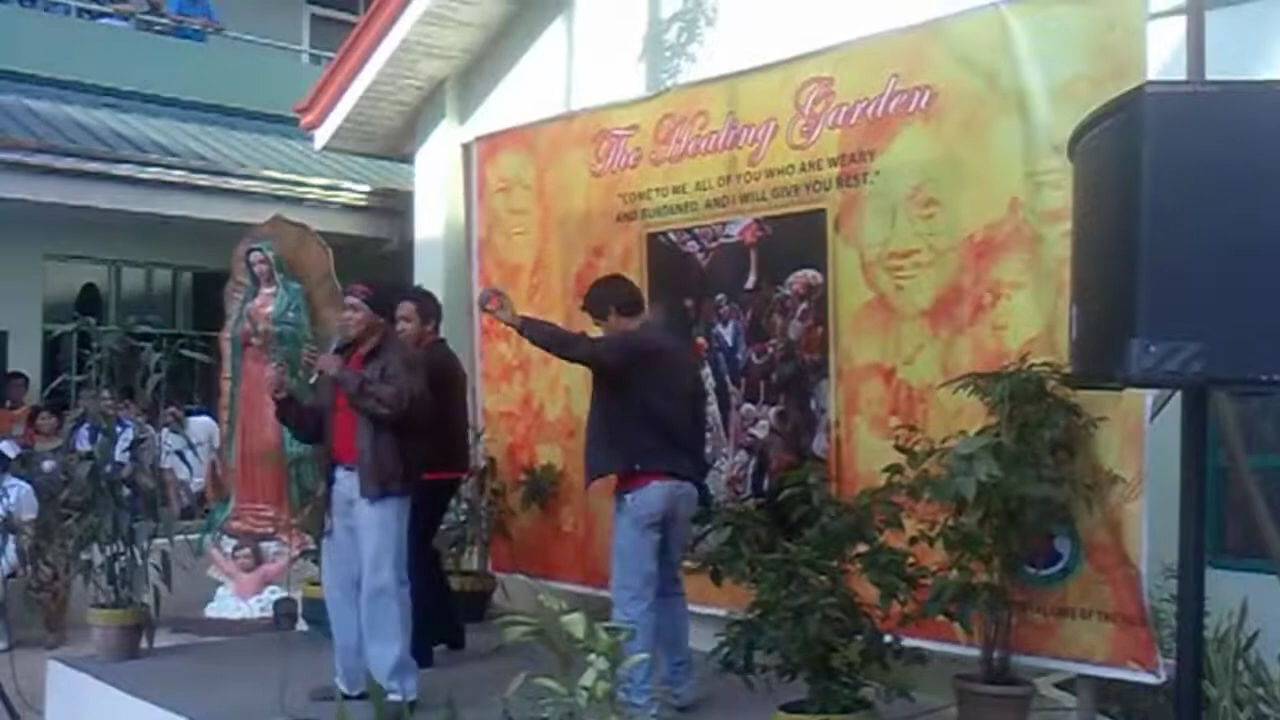 The Healing Garden
"COME TO ME, ALL OF YOU WHO ARE WEARY
AND BURDENED, AND I WILL GIVE YOU REST."